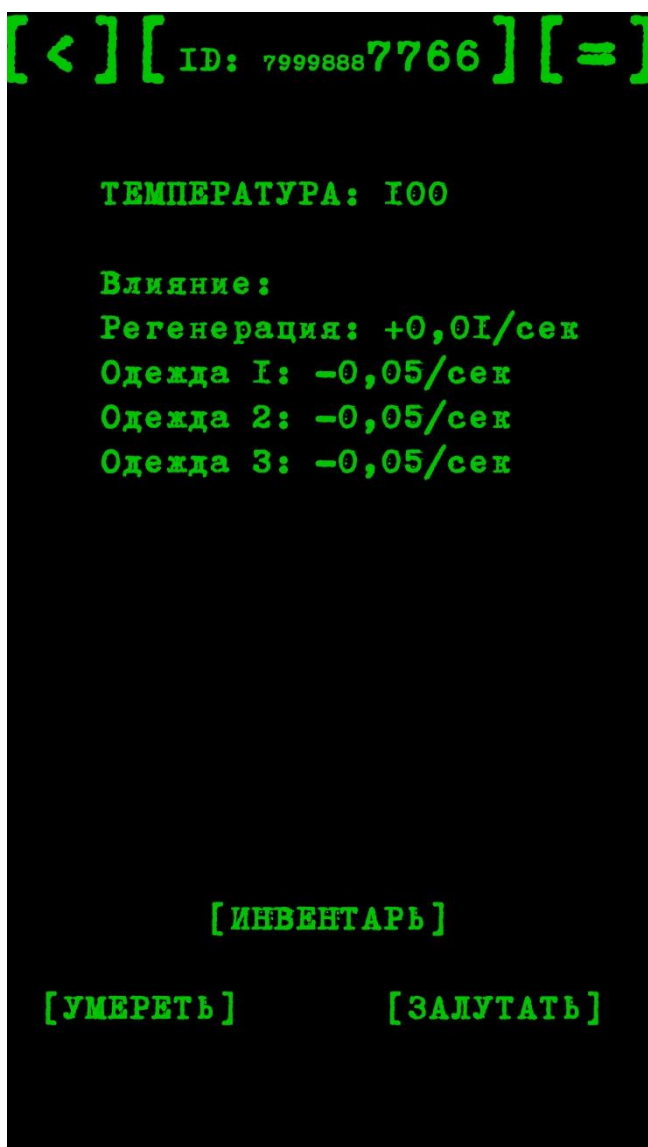 [<] [ID: 79998887766] [=]
ТЕМПЕРАТУРА: I00
Влияние:
Регенерация: +0,0I/сек
Одежда I: -0,05/сек
Одежда 2: -0,05/сек
Одежда 3: -0,05/сек
[ИНВЕНТАРЬ]
[УМЕРЕТЬ] [ЗАЛУТАТЬ]